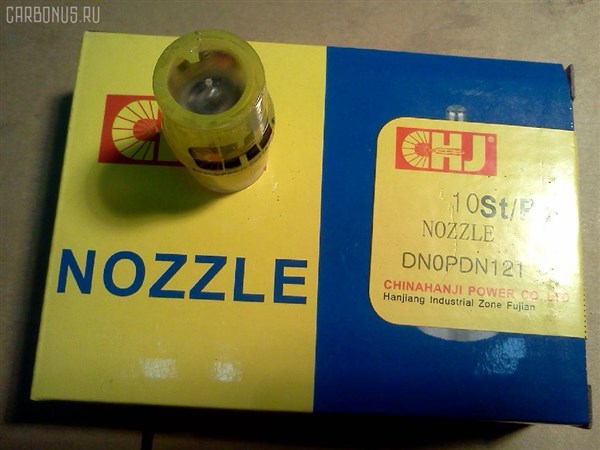 CARBONUS.RU
CHJ®
10St/P
NOZZLE
DN0PDN121
CHINAHANJI POWER CO.,LTD
Hanjiang Industrial Zone Fujian
NOZZLE